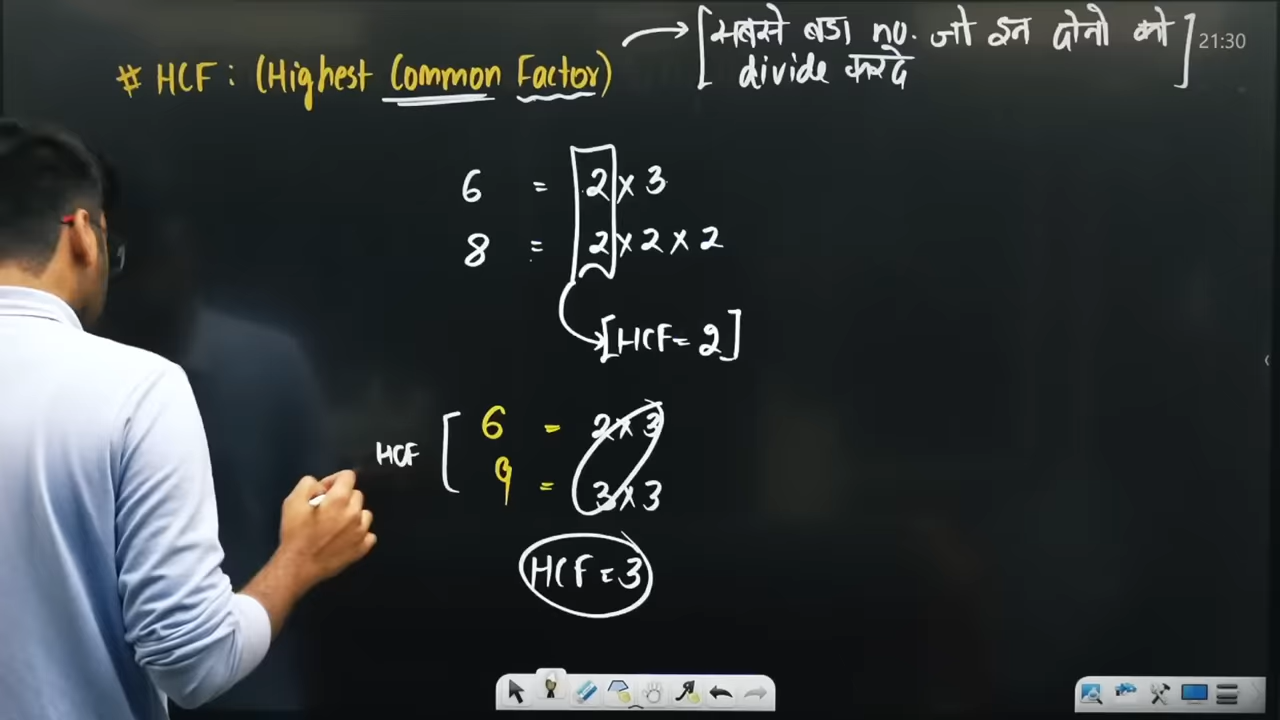 # HCF : (Highest Common Factor) → [सबसे बडा no. जो इन दोनो को divide करदे]
21:30
6 = 2 x 3
8 = 2 x 2 x 2
[HCF = 2]
HCF [ 6 = 2 x 3
9 = 3 x 3
HCF = 3